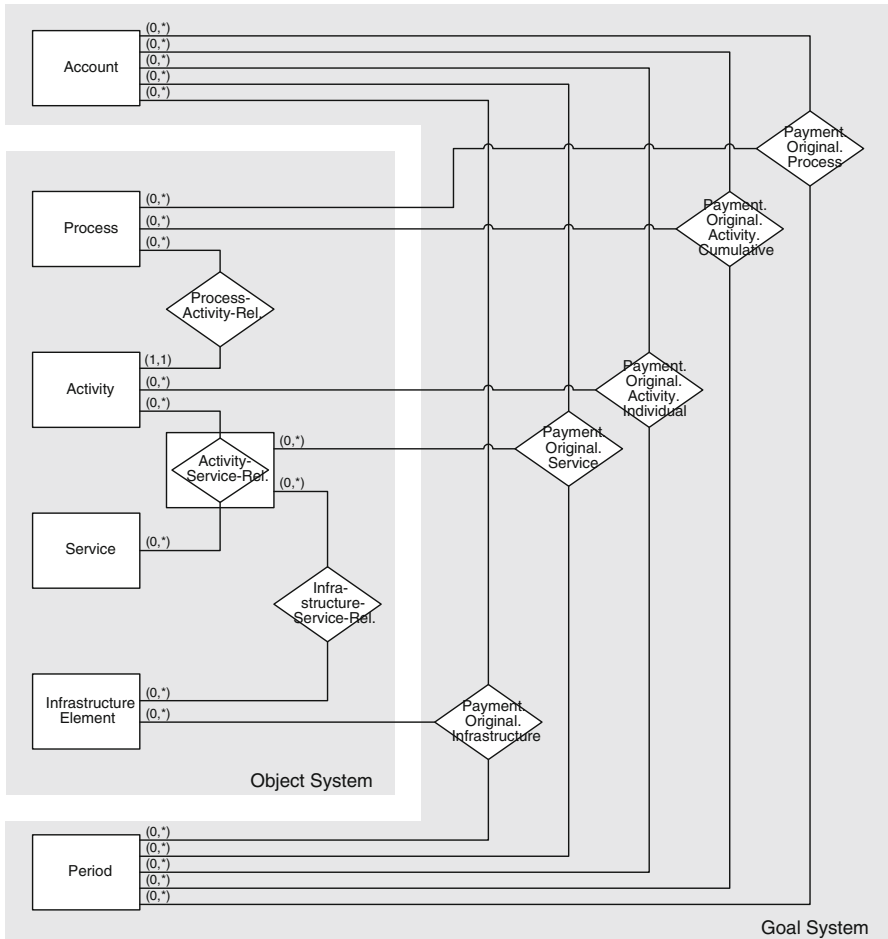 (0,*)
(0,*)
(0,*)
(0,*)
(0,*)
Account
Payment.
Original.
Process
(0,*)
(0,*)
(0,*)
Process
Payment.
Original.
Activity.
Cumulative
Process-
Activity-Rel.
(1,1)
(0,*)
(0,*)
Activity
Payment.
Original.
Activity.
Individual
(0,*)
(0,*)
Activity-
Service-Rel.
Payment.
Original.
Service
(0,*)
Service
Infra-
structure-
Service-Rel.
(0,*)
(0,*)
Infrastructure
Element
Payment.
Original.
Infrastructure
Object System
(0,*)
(0,*)
(0,*)
(0,*)
(0,*)
Period
Goal System